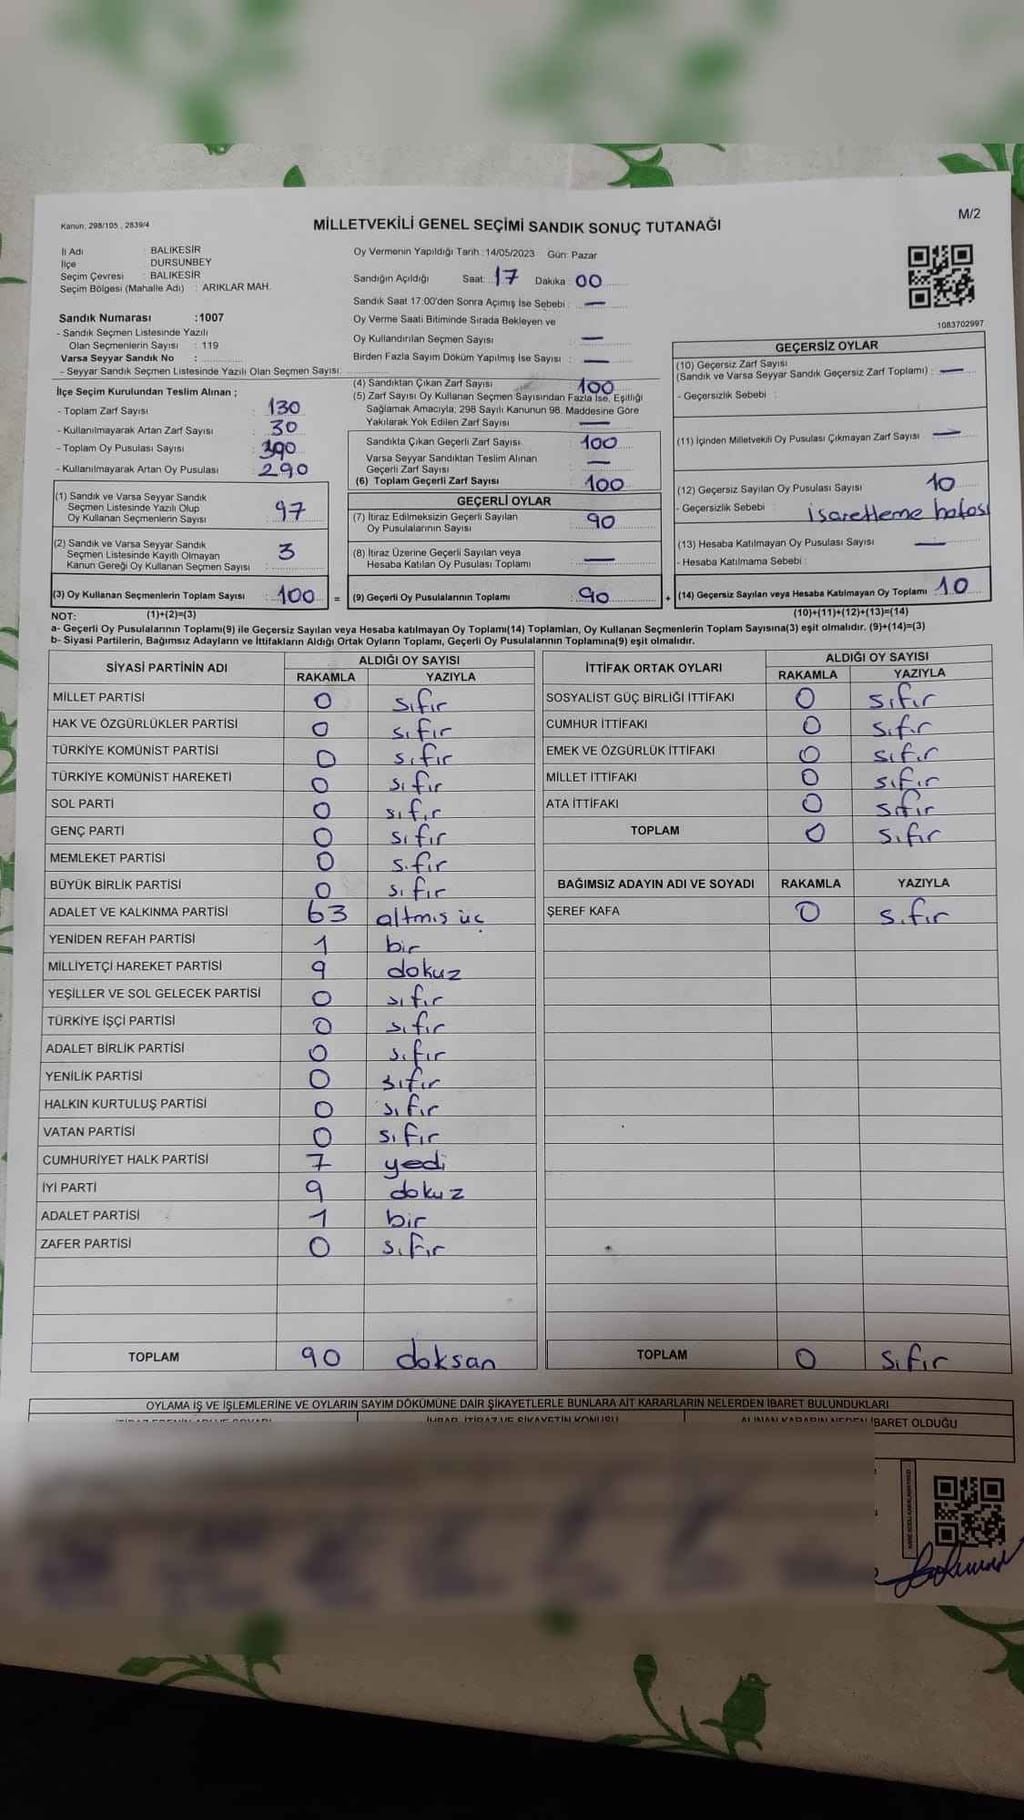 Kanun, 298/105 , 2839/4
MİLLETVEKİLİ GENEL SEÇİMİ SANDIK SONUÇ TUTANAĞI
M/2
İl Adı : BALIKESİR
İlçe : DURSUNBEY
Seçim Çevresi : BALIKESİR
Seçim Bölgesi (Mahalle Adı) : ARIKLAR MAH.
Sandık Numarası :1007
- Sandık Seçmen Listesinde Yazılı
Olan Seçmenlerin Sayısı : 119
Varsa Seyyar Sandık No :
- Seyyar Sandık Seçmen Listesinde Yazılı Olan Seçmen Sayısı:
Oy Vermenin Yapıldığı Tarih :14/05/2023 Gün: Pazar
Sandığın Açıldığı Saat: 17 Dakika: 00
Sandık Saat 17.00'den Sonra Açımış İse Sebebi : —
Oy Verme Saati Bitiminde Sırada Bekleyen ve
Oy Kullandırılan Seçmen Sayısı : —
Birden Fazla Sayım Döküm Yapılmış İse Sayısı : —
1083702997
İlçe Seçim Kurulundan Teslim Alınan ;
- Toplam Zarf Sayısı : 130
- Kullanılmayarak Artan Zarf Sayısı : 30
- Toplam Oy Pusulası Sayısı : 390
- Kullanılmayarak Artan Oy Pusulası : 290
(1) Sandık ve Varsa Seyyar Sandık
Seçmen Listesinde Yazılı Olup
Oy Kullanan Seçmenlerin Sayısı : 97
(2) Sandık ve Varsa Seyyar Sandık
Seçmen Listesinde Kayıtlı Olmayan
Kanun Gereği Oy Kullanan Seçmen Sayısı : 3
(3) Oy Kullanan Seçmenlerin Toplam Sayısı : 100 =
(4) Sandıktan Çıkan Zarf Sayısı : 100
(5) Zarf Sayısı Oy Kullanan Seçmen Sayısından Fazla İse, Eşitliği
Sağlamak Amacıyla; 298 Sayılı Kanunun 98. Maddesine Göre
Yakılarak Yok Edilen Zarf Sayısı : —
Sandıkta Çıkan Geçerli Zarf Sayısı : 100
Varsa Seyyar Sandıktan Teslim Alınan
Geçerli Zarf Sayısı : —
(6) Toplam Geçerli Zarf Sayısı : 100
GEÇERLİ OYLAR
(7) İtiraz Edilmeksizin Geçerli Sayılan
Oy Pusulalarının Sayısı : 90
(8) İtiraz Üzerine Geçerli Sayılan veya
Hesaba Katılan Oy Pusulası Toplamı : —
(9) Geçerli Oy Pusulalarının Toplamı : 90 +
GEÇERSİZ OYLAR
(10) Geçersiz Zarf Sayısı
(Sandık ve Varsa Seyyar Sandık Geçersiz Zarf Toplamı) : —
- Geçersizlik Sebebi :
(11) İçinden Milletvekili Oy Pusulası Çıkmayan Zarf Sayısı : —
(12) Geçersiz Sayılan Oy Pusulası Sayısı : 10
- Geçersizlik Sebebi : işaretleme hatası
(13) Hesaba Katılmayan Oy Pusulası Sayısı : —
- Hesaba Katılmama Sebebi :
(14) Geçersiz Sayılan veya Hesaba Katılmayan Oy Toplamı : 10
NOT: (1)+(2)=(3) (10)+(11)+(12)+(13)=(14)
a- Geçerli Oy Pusulalarının Toplamı(9) ile Geçersiz Sayılan veya Hesaba katılmayan Oy Toplamı(14) Toplamları, Oy Kullanan Seçmenlerin Toplam Sayısına(3) eşit olmalıdır. (9)+(14)=(3)
b- Siyasi Partilerin, Bağımsız Adayların ve İttifakların Aldığı Ortak Oyların Toplamı, Geçerli Oy Pusulalarının Toplamına(9) eşit olmalıdır.
SİYASİ PARTİNİN ADI ALDIĞI OY SAYISI
RAKAMLA YAZIYLA
MİLLET PARTİSİ 0 sıfır
HAK VE ÖZGÜRLÜKLER PARTİSİ 0 sıfır
TÜRKİYE KOMÜNİST PARTİSİ 0 sıfır
TÜRKİYE KOMÜNİST HAREKETİ 0 sıfır
SOL PARTİ 0 sıfır
GENÇ PARTİ 0 sıfır
MEMLEKET PARTİSİ 0 sıfır
BÜYÜK BİRLİK PARTİSİ 0 sıfır
ADALET VE KALKINMA PARTİSİ 63 altmış üç
YENİDEN REFAH PARTİSİ 1 bir
MİLLİYETÇİ HAREKET PARTİSİ 9 dokuz
YEŞİLLER VE SOL GELECEK PARTİSİ 0 sıfır
TÜRKİYE İŞÇİ PARTİSİ 0 sıfır
ADALET BİRLİK PARTİSİ 0 sıfır
YENİLİK PARTİSİ 0 sıfır
HALKIN KURTULUŞ PARTİSİ 0 sıfır
VATAN PARTİSİ 0 sıfır
CUMHURİYET HALK PARTİSİ 7 yedi
İYİ PARTİ 9 dokuz
ADALET PARTİSİ 1 bir
ZAFER PARTİSİ 0 sıfır
TOPLAM 90 doksan
İTTİFAK ORTAK OYLARI ALDIĞI OY SAYISI
RAKAMLA YAZIYLA
SOSYALİST GÜÇ BİRLİĞİ İTTİFAKI 0 sıfır
CUMHUR İTTİFAKI 0 sıfır
EMEK VE ÖZGÜRLÜK İTTİFAKI 0 sıfır
MİLLET İTTİFAKI 0 sıfır
ATA İTTİFAKI 0 sıfır
TOPLAM 0 sıfır
BAĞIMSIZ ADAYIN ADI VE SOYADI RAKAMLA YAZIYLA
ŞEREF KAFA 0 sıfır
TOPLAM 0 sıfır
OYLAMA İŞ VE İŞLEMLERİNE VE OYLARIN SAYIM DÖKÜMÜNE DAİR ŞİKAYETLERLE BUNLARA AİT KARARLARIN NELERDEN İBARET BULUNDUKLARI
İHBAR, İTİRAZ VE ŞİKAYETİN KONUSU ALINAN KARARIN NEDEN İBARET OLDUĞU